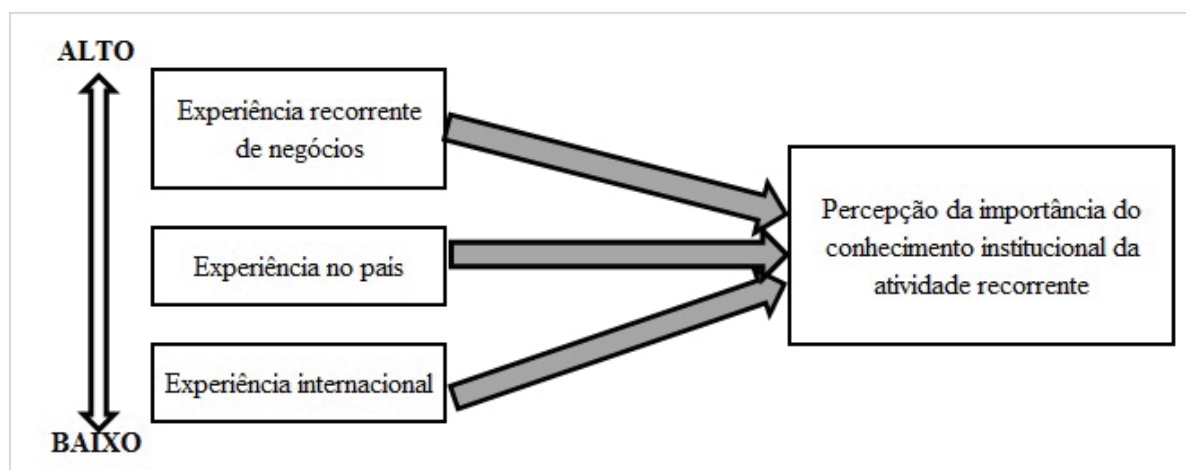 ALTO
Experiência recorrente
de negócios
Experiência no país
Experiência internacional
BAIXO
Percepção da importância do
conhecimento institucional da
atividade recorrente